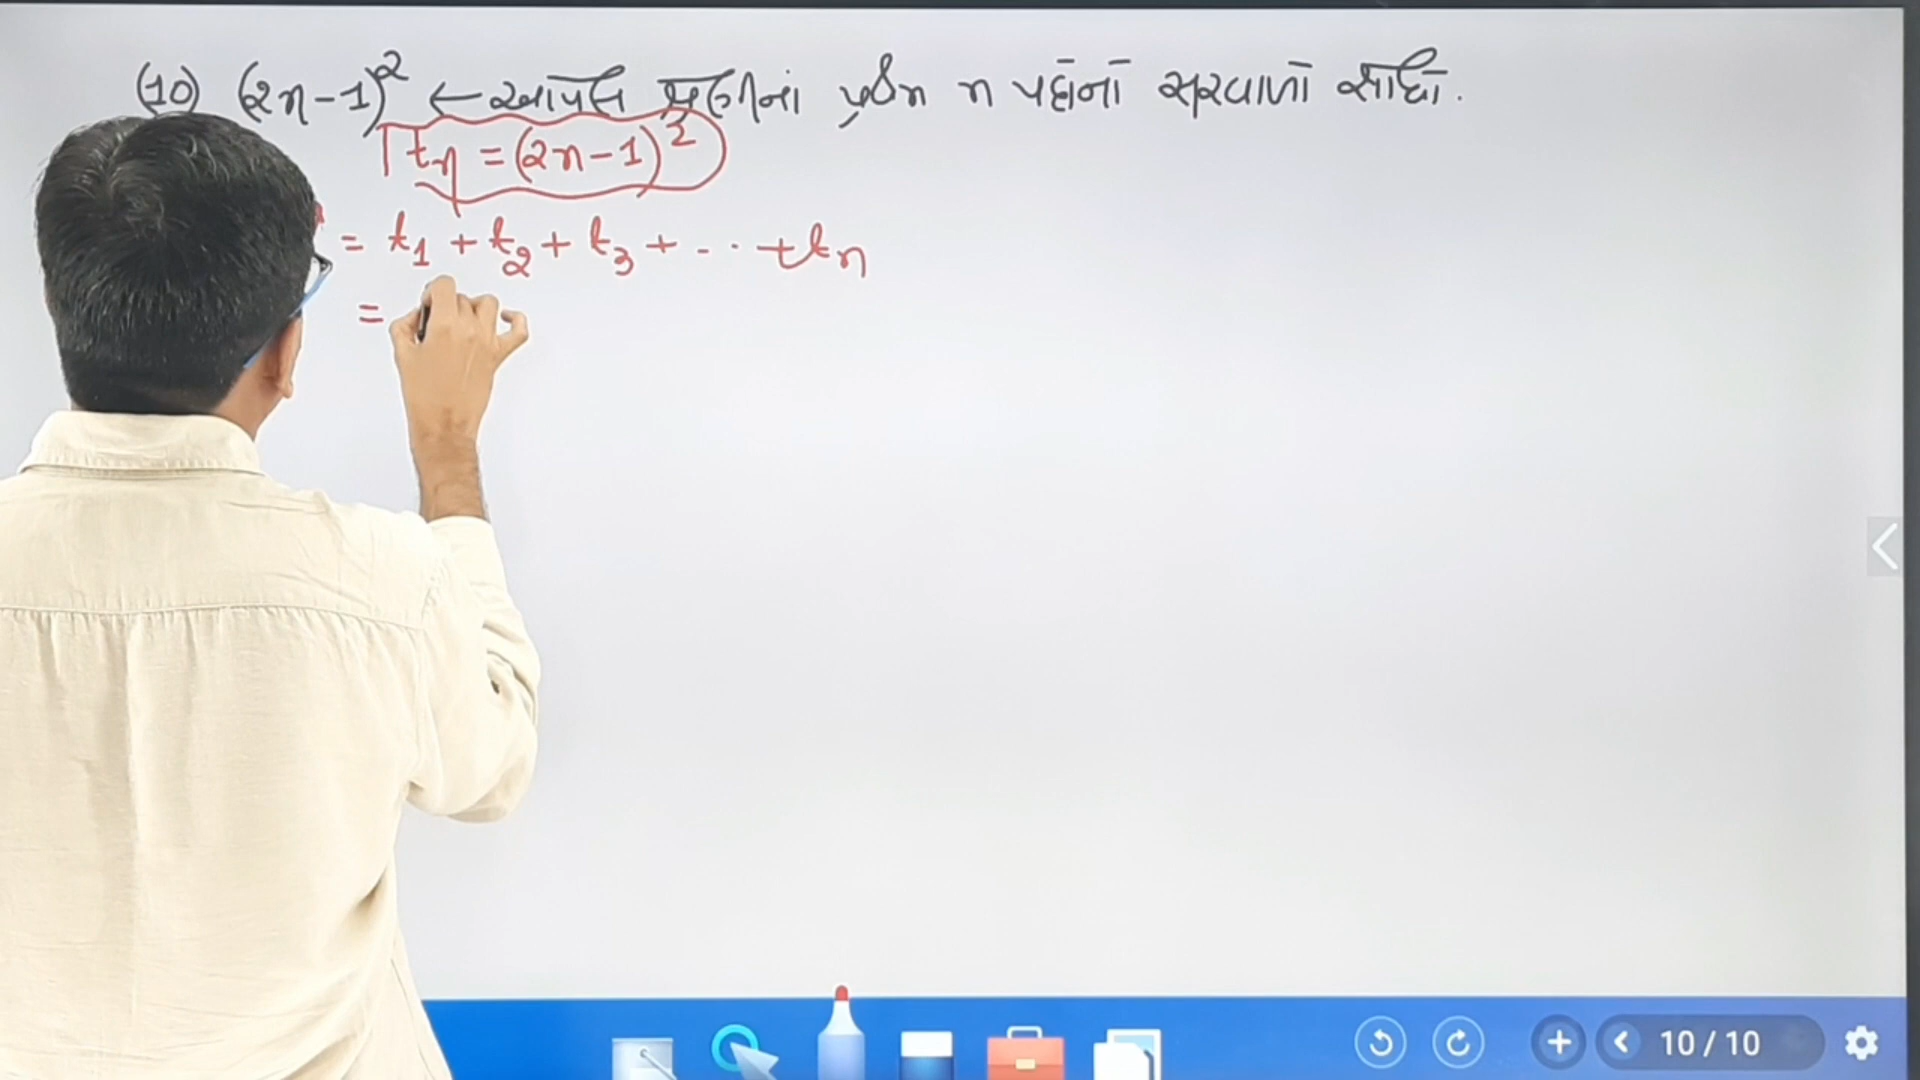 (10) (2n-1)² ← આપેલ શ્રેણીનાં પ્રથમ n પદોનો સરવાળો શોધો.
tn = (2n-1)²
= t1 + t2 + t3 + - .. + tn
=
10 / 10